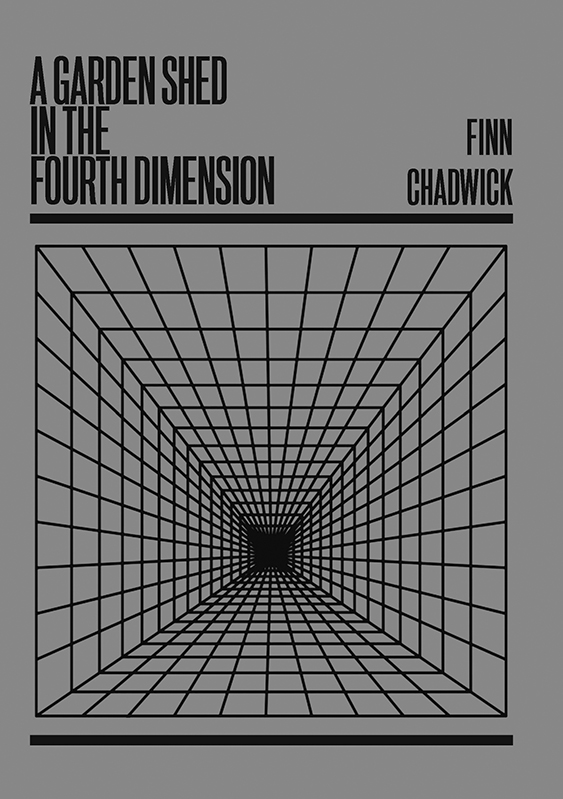 A GARDEN SHED
IN THE
FOURTH DIMENSION
FINN
CHADWICK